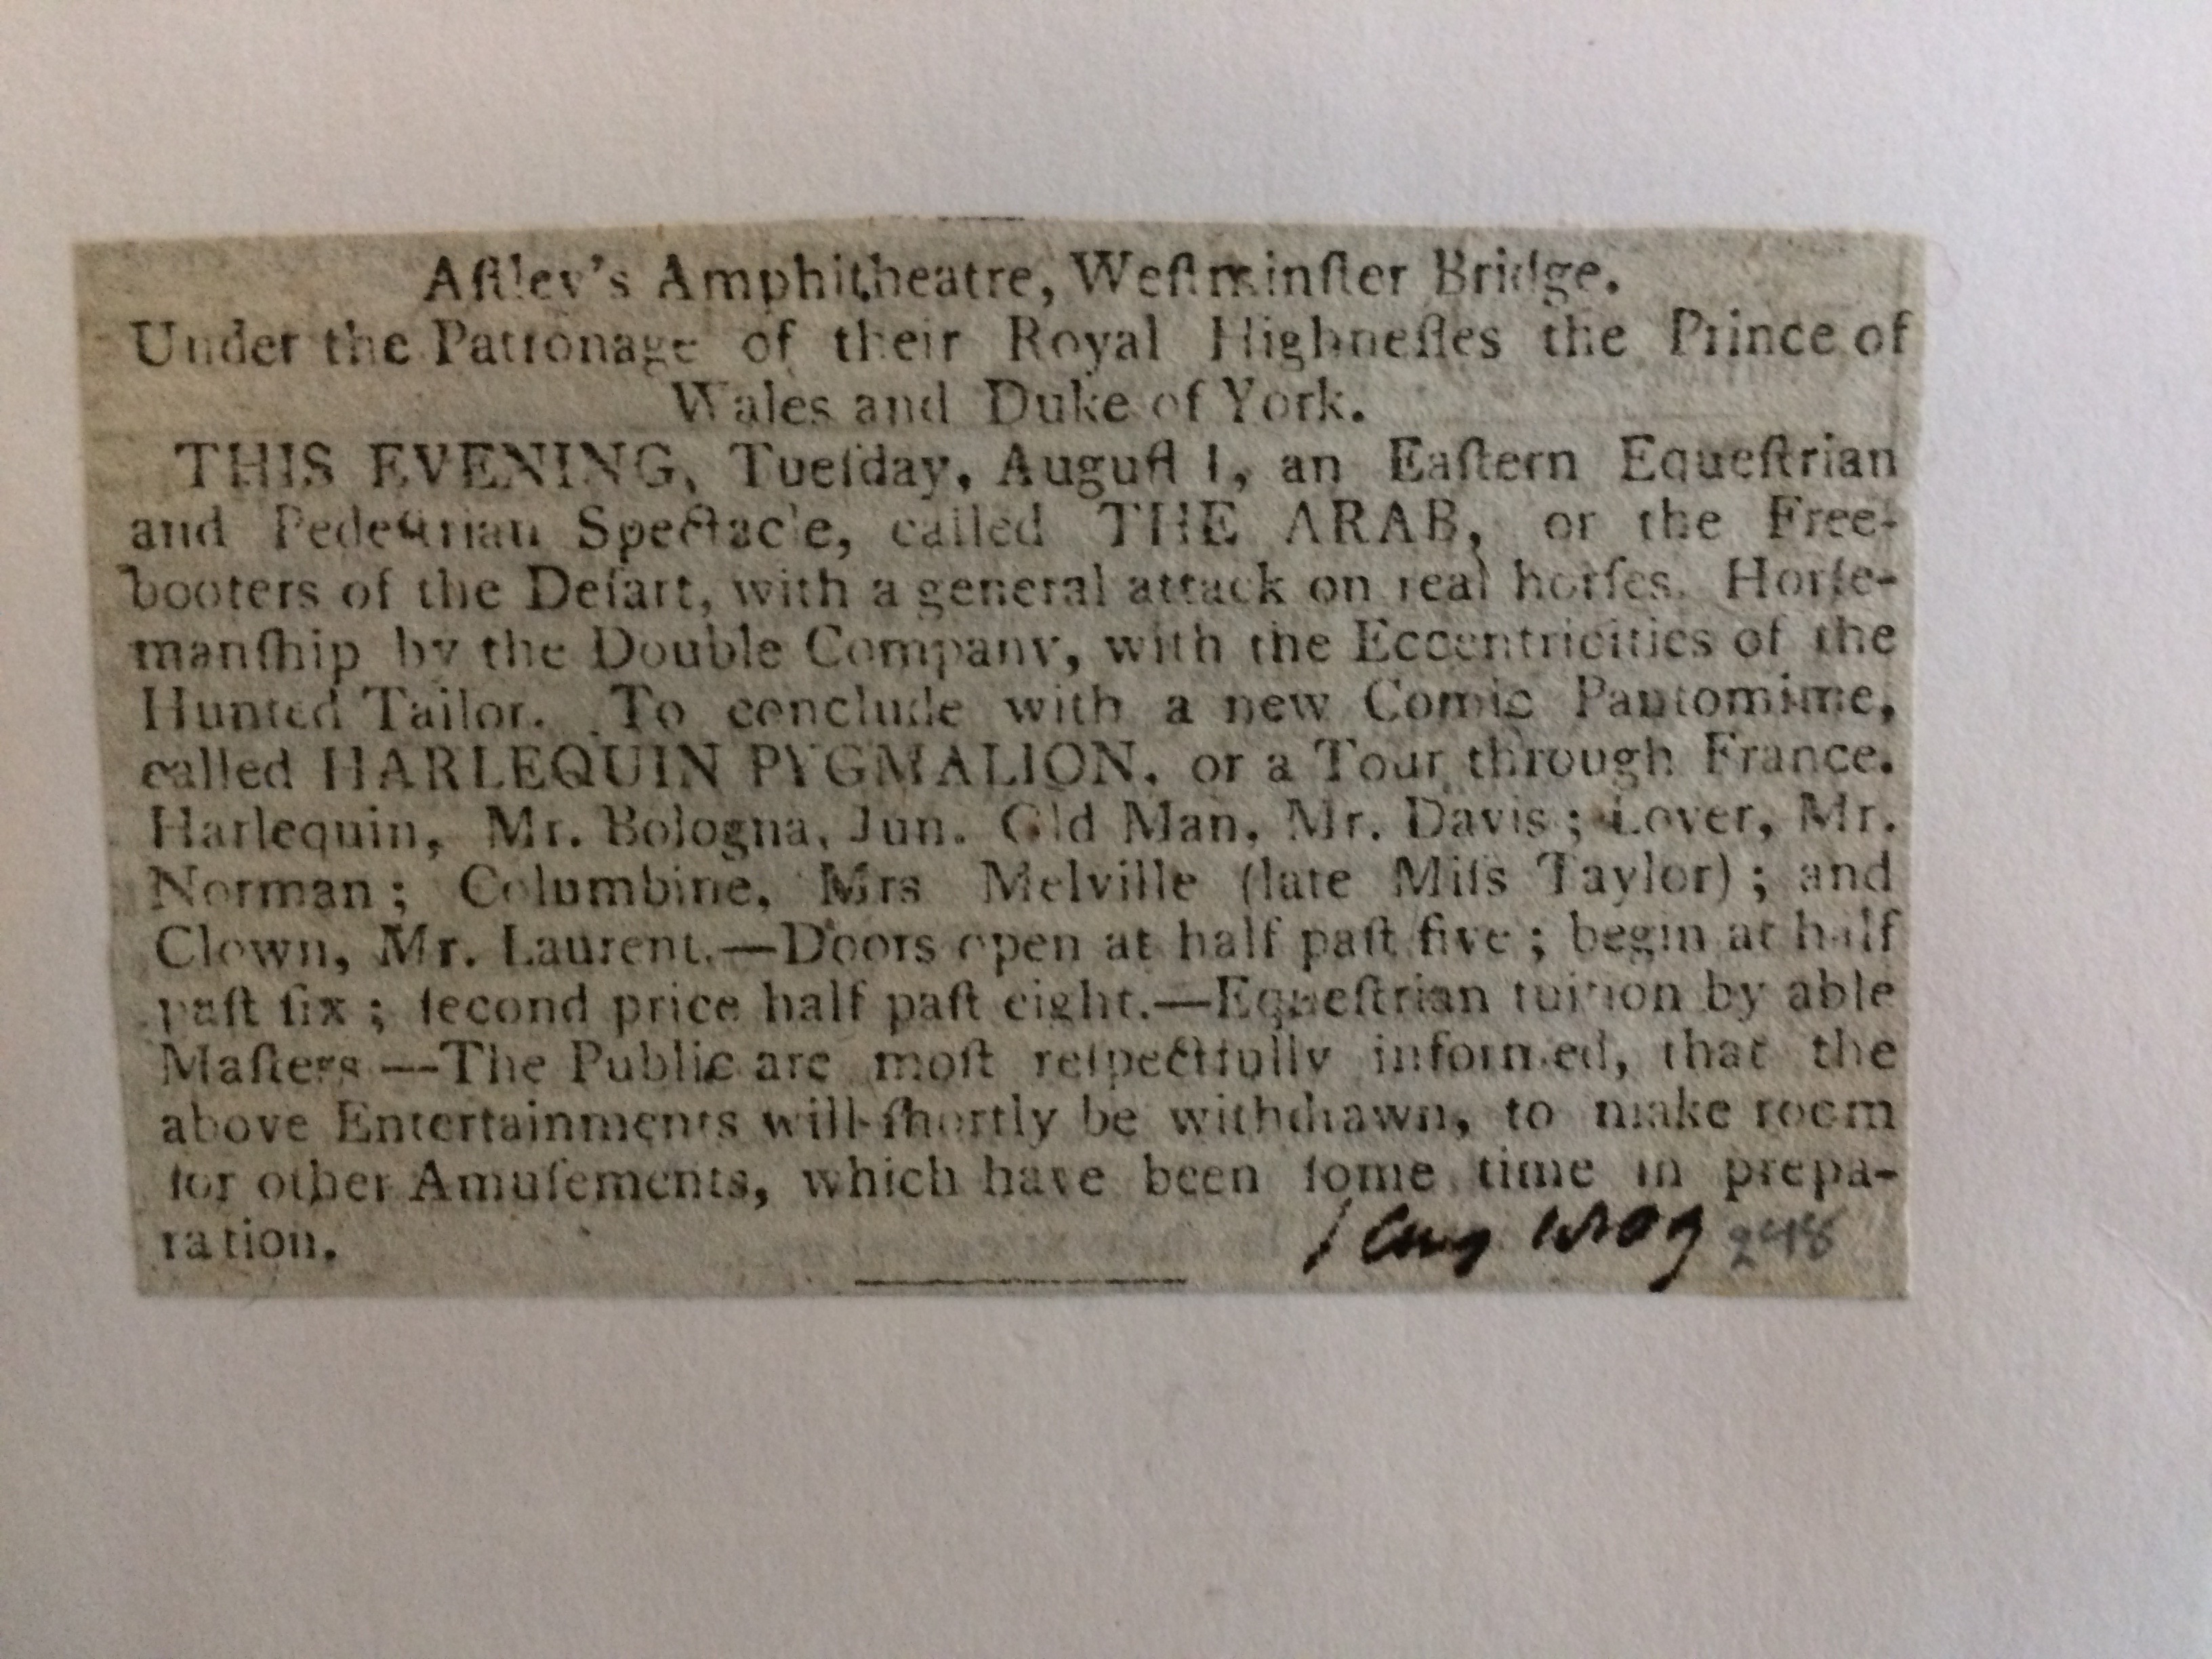 Aſtley's Amphitheatre, Weſtminſter Bridge.
Under the Patronage of their Royal Highneſſes the Prince of
Wales and Duke of York.
THIS EVENING, Tueſday, Auguſt 1, an Eaſtern Equeſtrian
and Pedeſtrian Spectacle, called THE ARAB, or the Free-
booters of the Deſart, with a general attack on real horſes. Horſe-
manſhip by the Double Company, with the Eccentricities of the
Hunted Tailor. To conclude with a new Comic Pantomime,
called HARLEQUIN PYGMALION, or a Tour through France.
Harlequin, Mr. Bologna, Jun. Old Man, Mr. Davis; Lover, Mr.
Norman; Columbine, Mrs Melville (late Miſs Taylor); and
Clown, Mr. Laurent.—Doors open at half paſt five; begin at half
paſt ſix; ſecond price half paſt eight.—Equeſtrian tuition by able
Maſters—The Public are moſt reſpectfully informed, that the
above Entertainments will ſhortly be withdrawn, to make room
for other Amuſements, which have been ſome time in prepa-
ration.
1 Aug 248